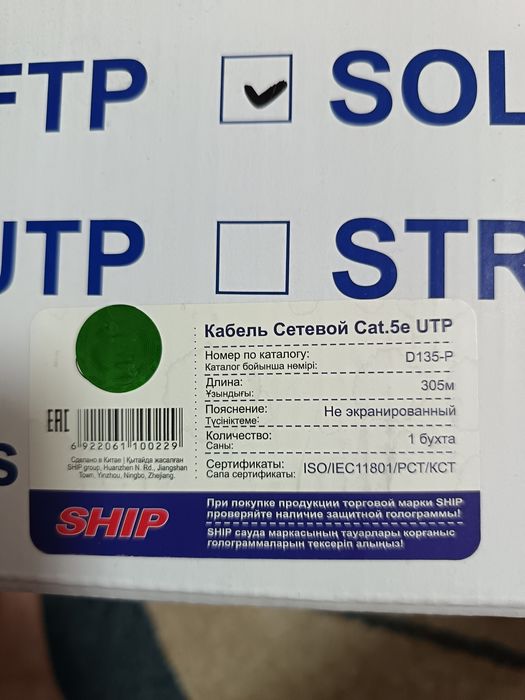 FTP SOL
UTP STR
Кабель Сетевой Cat.5e UTP
Номер по каталогу: D135-P
Каталог бойынша немірі:
Длина: 305м
Ұзындығы:
Пояснение: Не экранированный
Түсініктеме:
Количество: 1 бухта
Саны:
Сертификаты: ISO/IEC11801/РСТ/КСТ
Сапа сертификаты:
EAC
6 922061 100229
Сделано в Китае | Қытайда жасалған
SHIP group, Huanzhen N. Rd., Jiangshan
Town, Yinzhou, Ningbo, Zhejiang.
S
SHIP
При покупке продукции торговой марки SHIP
проверяйте наличие защитной голограммы!
SHIP сауда маркасының тауарлары қорғаныс
голограммаларын тексеріп алыңыз!